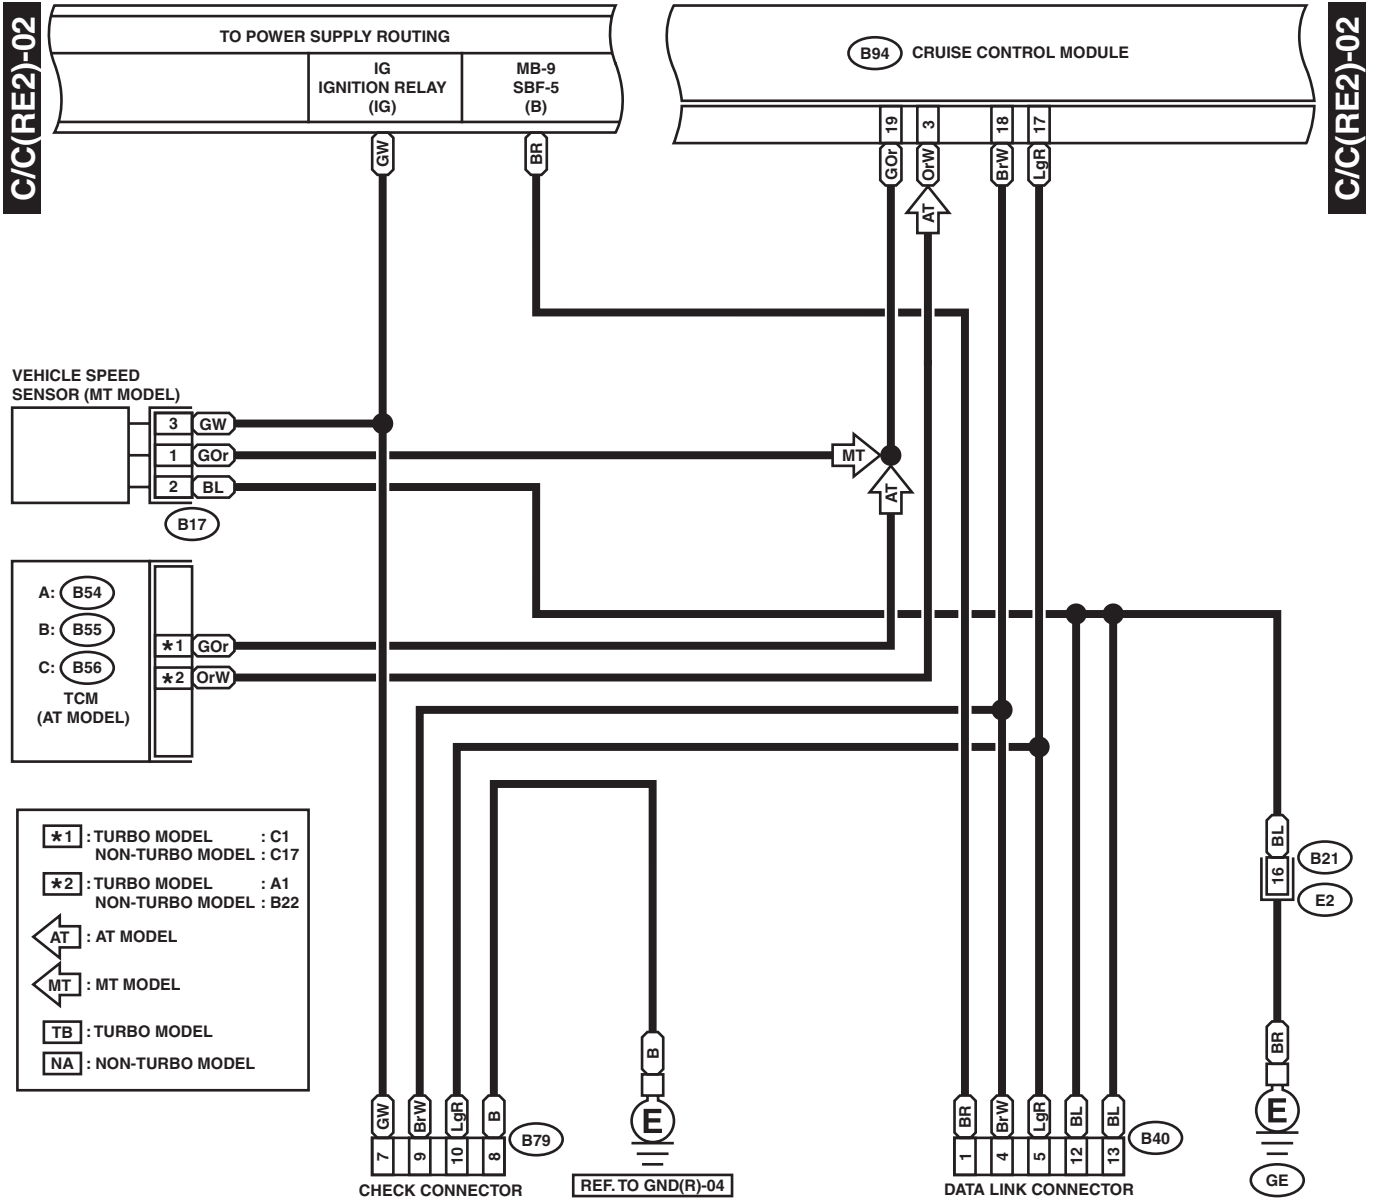 C/C(RE2)-02
TO POWER SUPPLY ROUTING
IG
IGNITION RELAY
(IG)
MB-9
SBF-5
(B)
B94 CRUISE CONTROL MODULE
C/C(RE2)-02
19 3 18 17
GW BR GOr OrW BrW LgR
AT
VEHICLE SPEED
SENSOR (MT MODEL)
3 GW
1 GOr
MT
2 BL
AT
B17
A: B54
B: B55
C: B56
TCM
(AT MODEL)
*1 GOr
*2 OrW
*1 : TURBO MODEL : C1
NON-TURBO MODEL : C17
*2 : TURBO MODEL : A1
NON-TURBO MODEL : B22
AT : AT MODEL
MT : MT MODEL
TB : TURBO MODEL
NA : NON-TURBO MODEL
BL
16
B21
E2
BR
E
GE
B
E
REF. TO GND(R)-04
GW BrW LgR B
7 9 10 8
B79
CHECK CONNECTOR
BR BrW LgR BL BL
1 4 5 12 13
B40
DATA LINK CONNECTOR